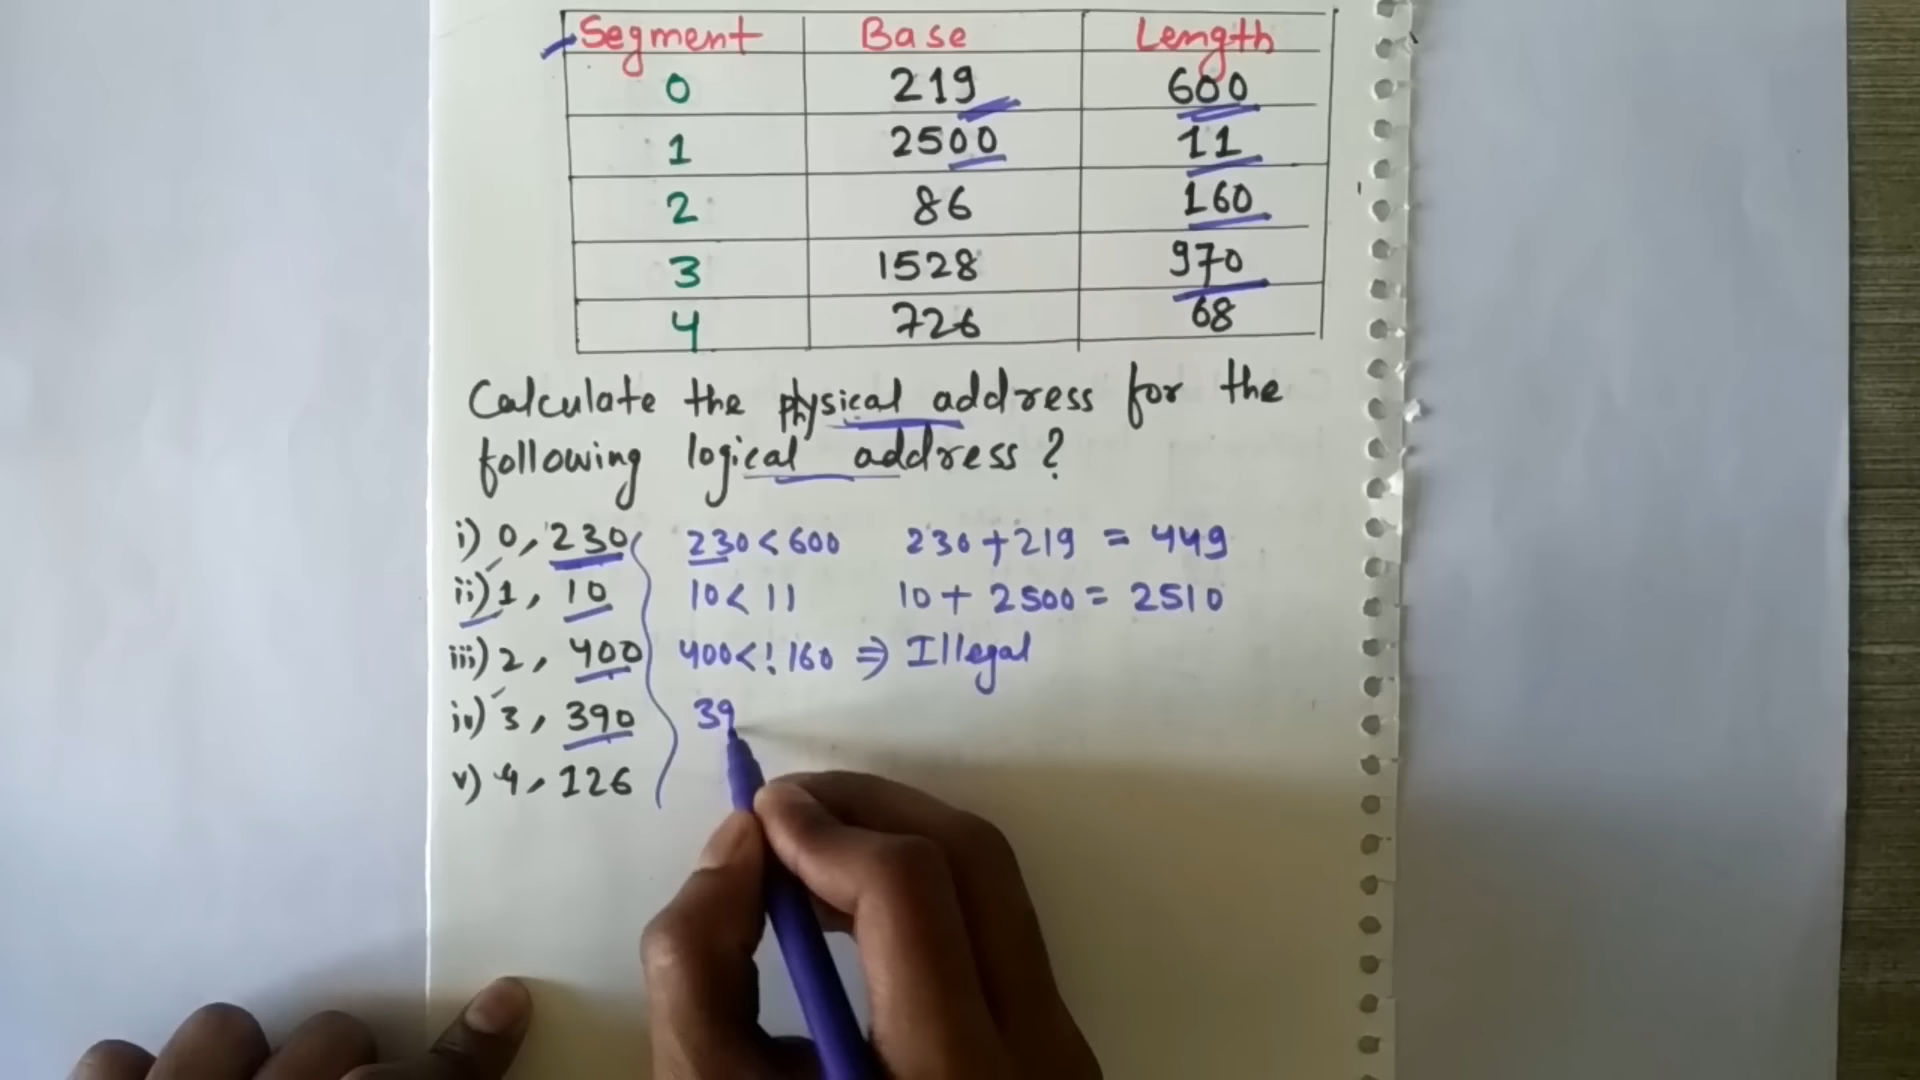 Segment Base Length
0 219 600
1 2500 11
2 86 160
3 1528 970
4 726 68
Calculate the physical address for the
following logical address ?
i) 0, 230 230 < 600 230 + 219 = 449
ii) 1, 10 10 < 11 10 + 2500 = 2510
iii) 2, 400 400 <! 160 ⇒ Illegal
iv) 3, 390 39
v) 4, 126